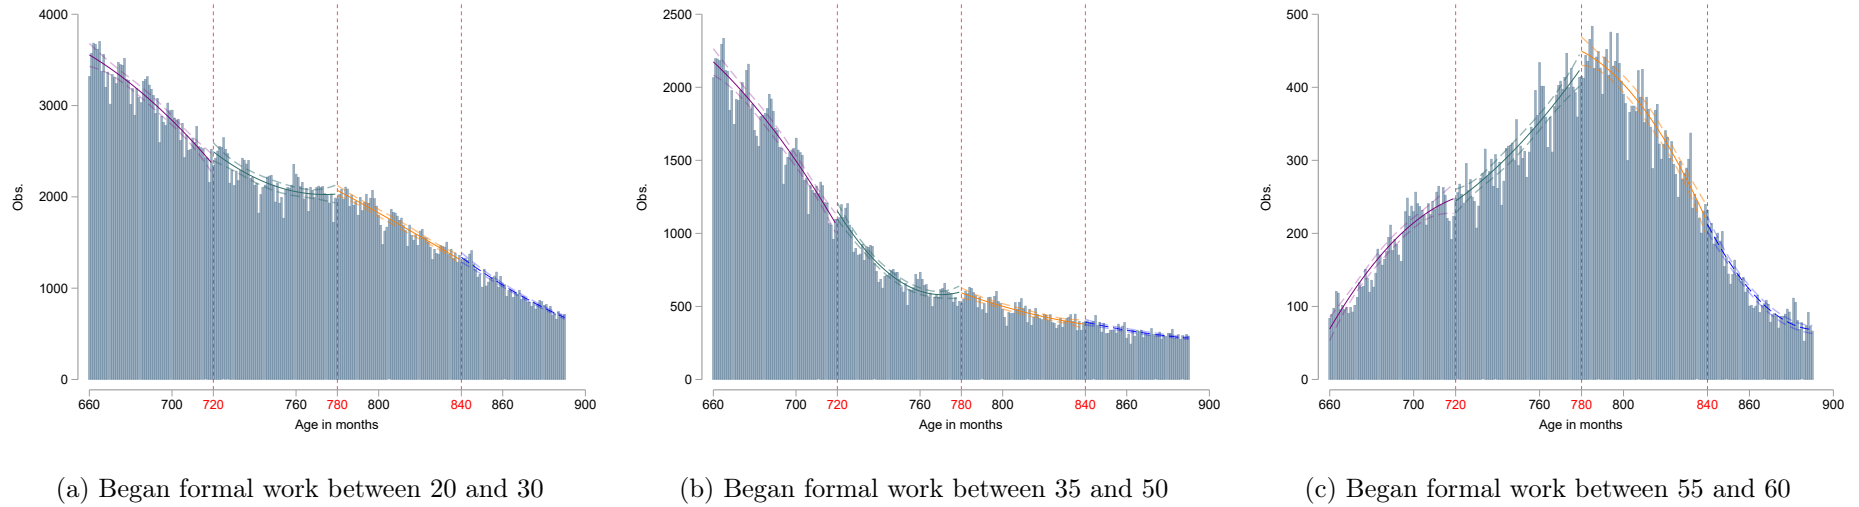 4000
3000
2000
1000
0
Obs.
660 700 720 760 780 800 840 860 900
Age in months
(a) Began formal work between 20 and 30
2500
2000
1500
1000
500
0
Obs.
660 700 720 760 780 800 840 860 900
Age in months
(b) Began formal work between 35 and 50
500
400
300
200
100
0
Obs.
660 700 720 760 780 800 840 860 900
Age in months
(c) Began formal work between 55 and 60